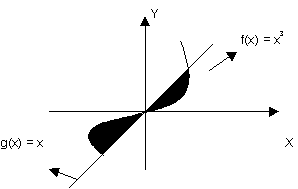 Y
f(x) = x³
g(x) = x
X